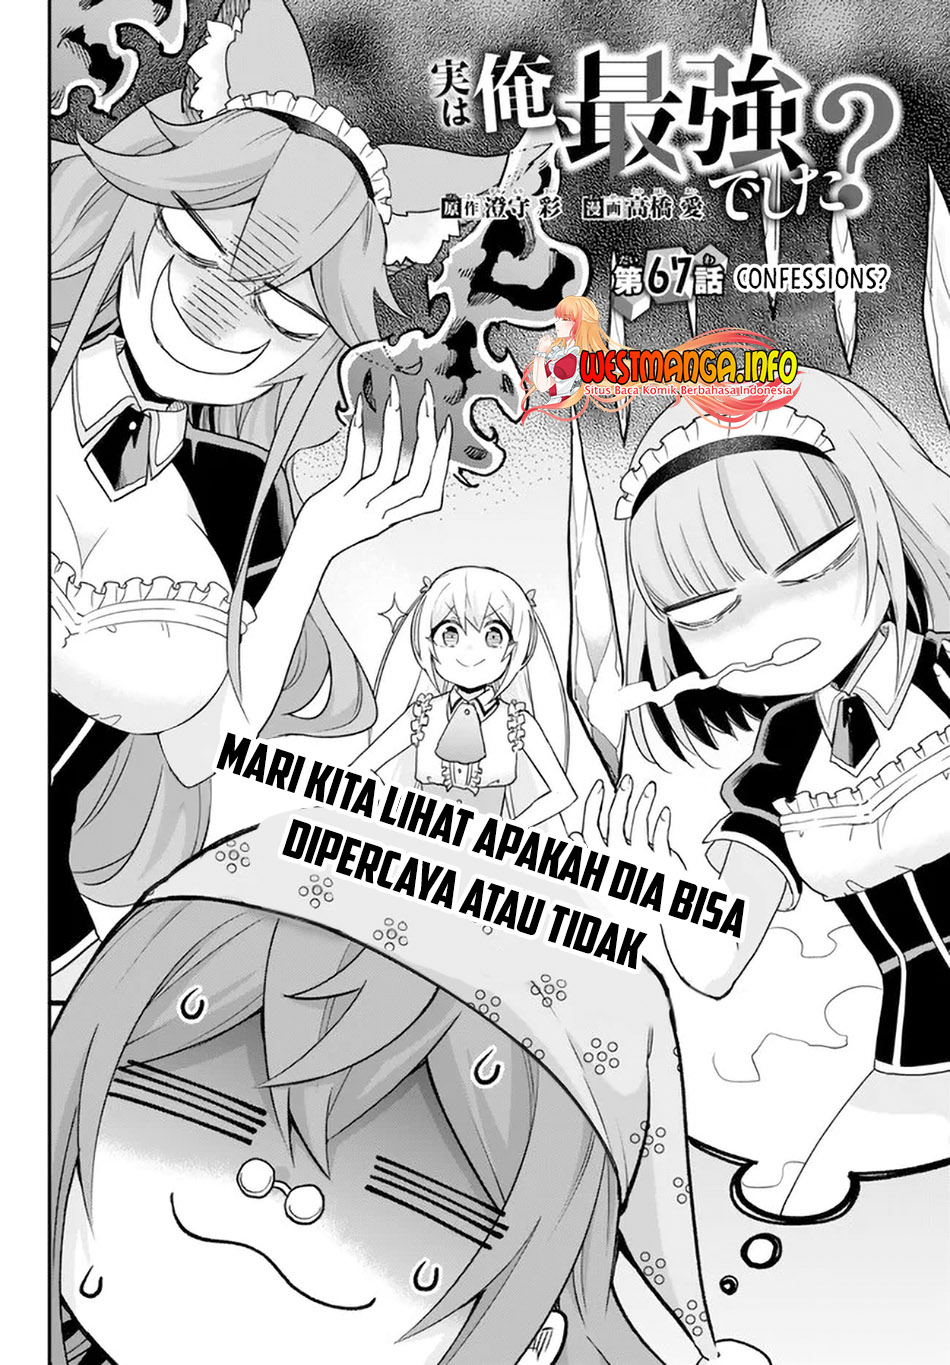 実は俺、最強でした?
原作 澄守彩 漫画 高橋愛
第67話 CONFESSIONS?
WESTMANGA.INFO
Situs Baca Komik Berbahasa Indonesia
MARI KITA LIHAT APAKAH DIA BISA
DIPERCAYA ATAU TIDAK